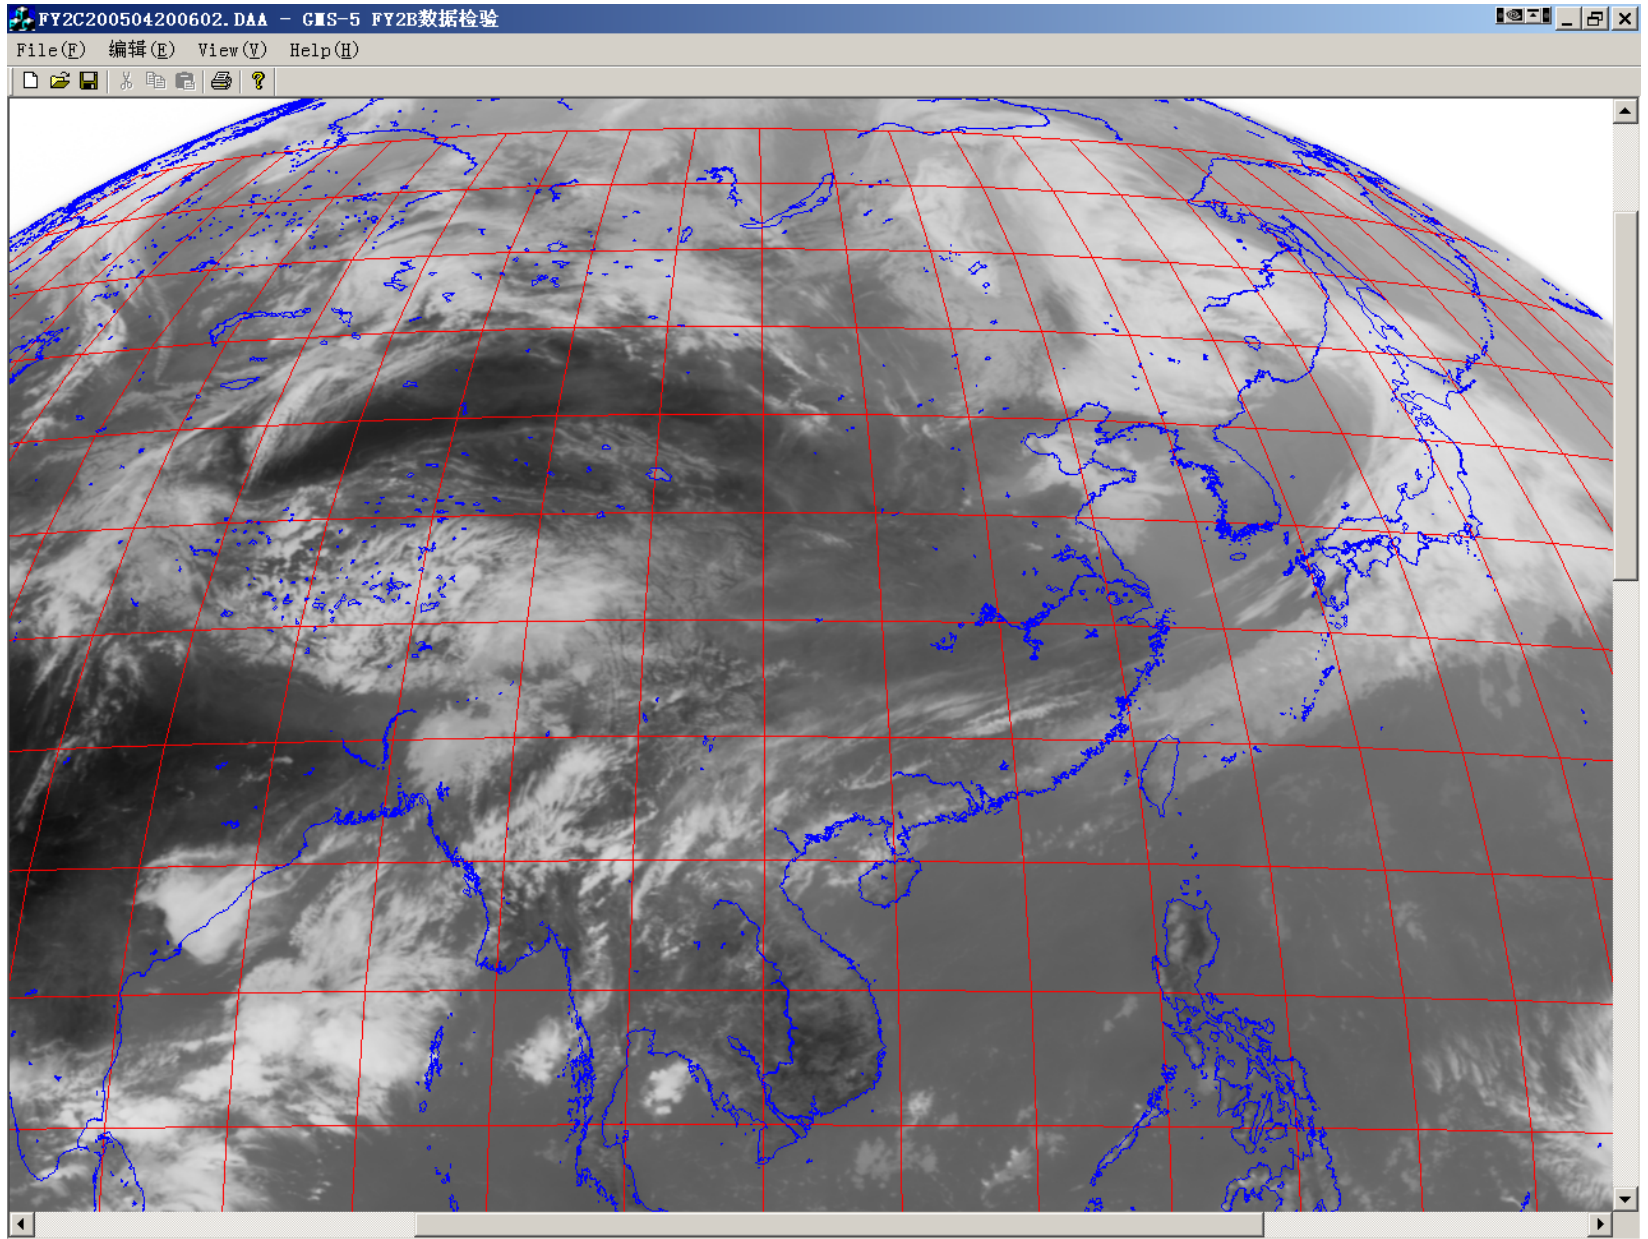 FY2C200504200602.DAA - GMS-5 FY2B数据检验
File(F) 编辑(E) View(V) Help(H)